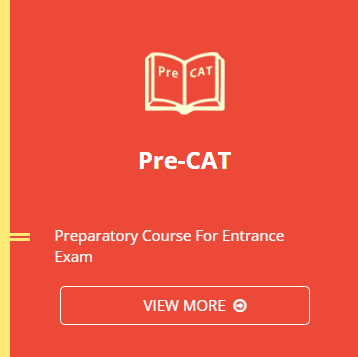 Pre CAT
Pre-CAT
Preparatory Course For Entrance
Exam
VIEW MORE